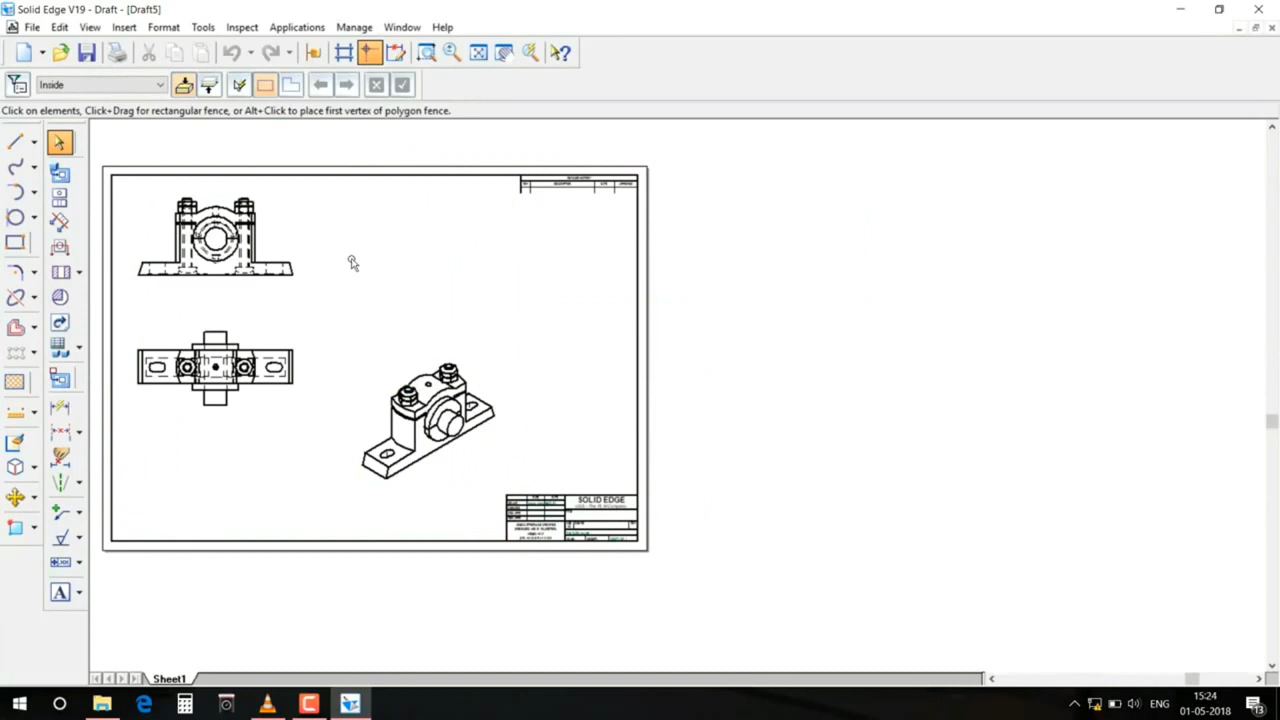 Solid Edge V19 - Draft - [Draft5]
File Edit View Insert Format Tools Inspect Applications Manage Window Help
Inside
Click on elements, Click+Drag for rectangular fence, or Alt+Click to place first vertex of polygon fence.
SOLID EDGE
A
Sheet1
ENG
15:24
01-05-2018
13